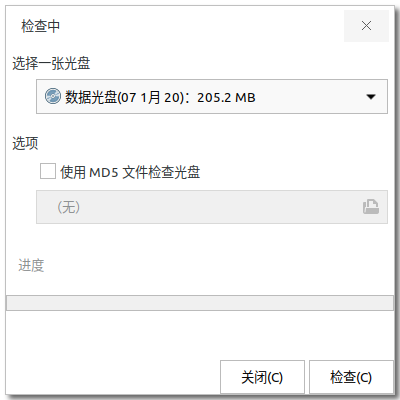 检查中
选择一张光盘
数据光盘(07 1月 20)：205.2 MB
选项
使用 MD5 文件检查光盘
（无）
进度
关闭(C)
检查(C)